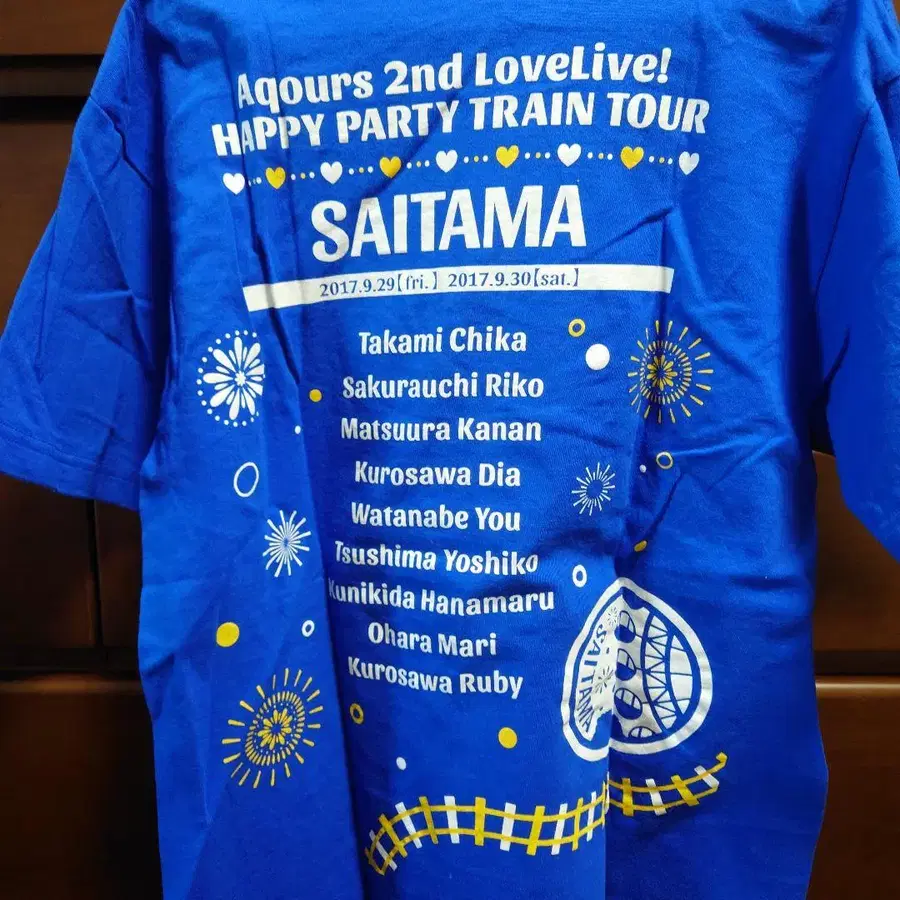 Aqours 2nd LoveLive!
HAPPY PARTY TRAIN TOUR
SAITAMA
2017.9.29【fri.】 2017.9.30【sat.】
Takami Chika
Sakurauchi Riko
Matsuura Kanan
Kurosawa Dia
Watanabe You
Tsushima Yoshiko
Kunikida Hanamaru
Ohara Mari
Kurosawa Ruby
SAITAMA